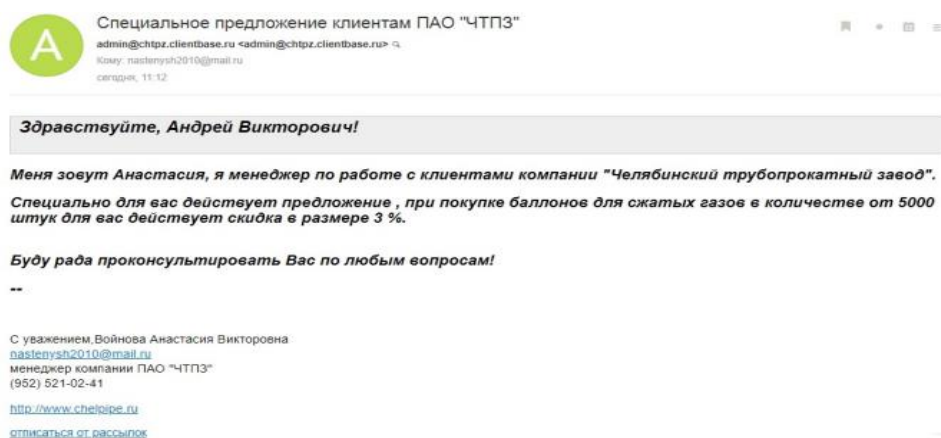 A
Специальное предложение клиентам ПАО "ЧТПЗ"
admin@chtpz.clientbase.ru <admin@chtpz.clientbase.ru>
Кому: nastenysh2010@mail.ru
сегодня, 11:12
Здравствуйте, Андрей Викторович!
Меня зовут Анастасия, я менеджер по работе с клиентами компании "Челябинский трубопрокатный завод".
Специально для вас действует предложение , при покупке баллонов для сжатых газов в количестве от 5000
штук для вас действует скидка в размере 3 %.
Буду рада проконсультировать Вас по любым вопросам!
--
С уважением,Войнова Анастасия Викторовна
nastenysh2010@mail.ru
менеджер компании ПАО "ЧТПЗ"
(952) 521-02-41
http://www.chelpipe.ru
отписаться от рассылок